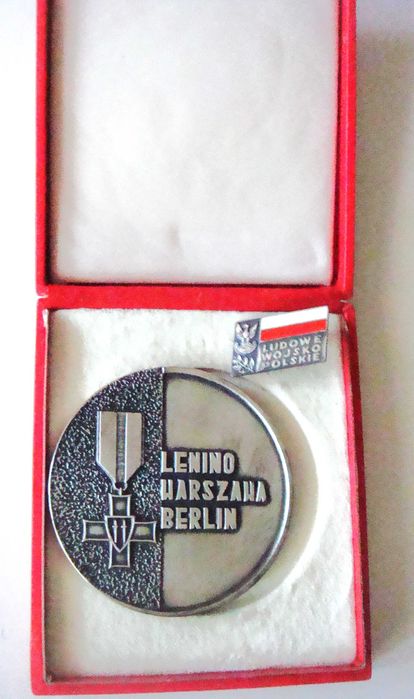 LUDOWE
WOJSKO
POLSKIE
LENINO
WARSZAWA
BERLIN